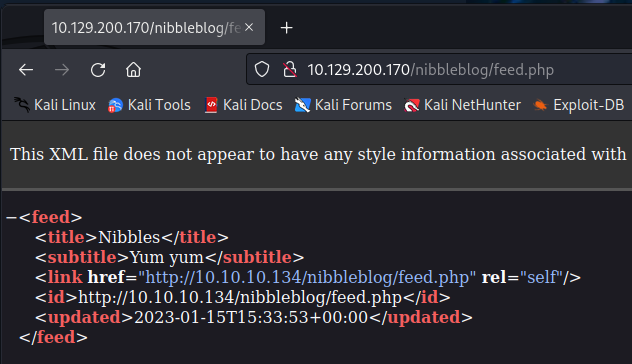 10.129.200.170/nibbleblog/fe
10.129.200.170/nibbleblog/feed.php
Kali Linux Kali Tools Kali Docs Kali Forums Kali NetHunter Exploit-DB
This XML file does not appear to have any style information associated with
−<feed>
<title>Nibbles</title>
<subtitle>Yum yum</subtitle>
<link href="http://10.10.10.134/nibbleblog/feed.php" rel="self"/>
<id>http://10.10.10.134/nibbleblog/feed.php</id>
<updated>2023-01-15T15:33:53+00:00</updated>
</feed>